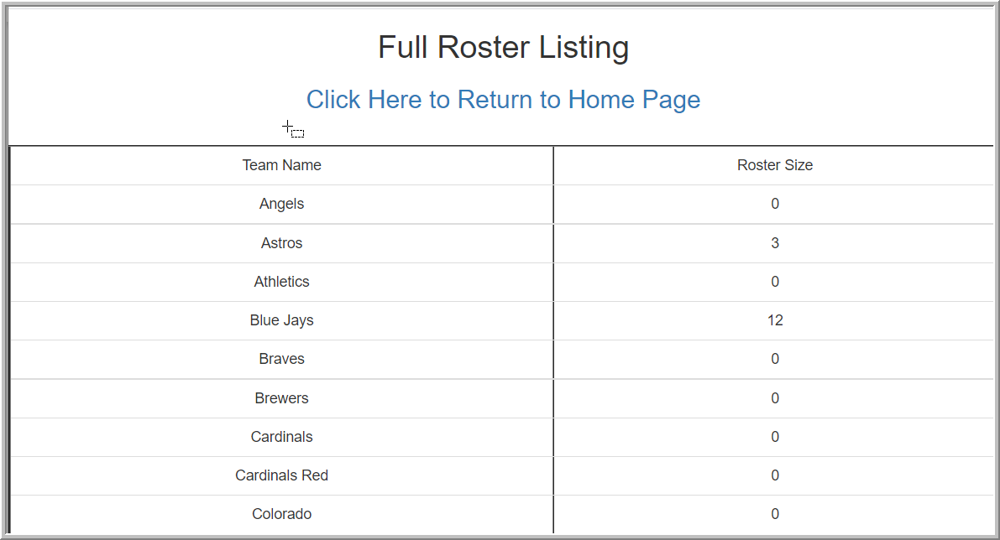 Full Roster Listing
Click Here to Return to Home Page
Team Name Roster Size
Angels 0
Astros 3
Athletics 0
Blue Jays 12
Braves 0
Brewers 0
Cardinals 0
Cardinals Red 0
Colorado 0